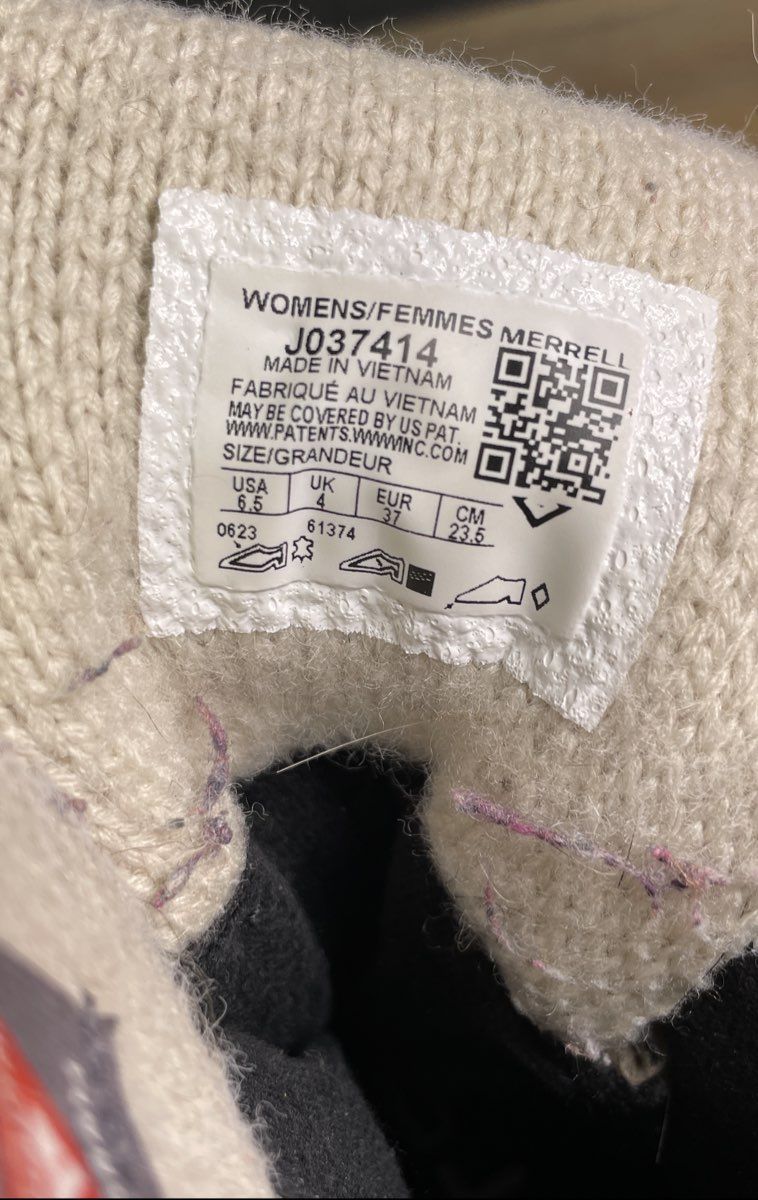 WOMENS/FEMMES MERRELL
J037414
MADE IN VIETNAM
FABRIQUÉ AU VIETNAM
MAY BE COVERED BY US PAT.
WWW.PATENTS.WWWINC.COM
SIZE/GRANDEUR
USA UK EUR CM
6.5 4 37 23.5
0623 61374